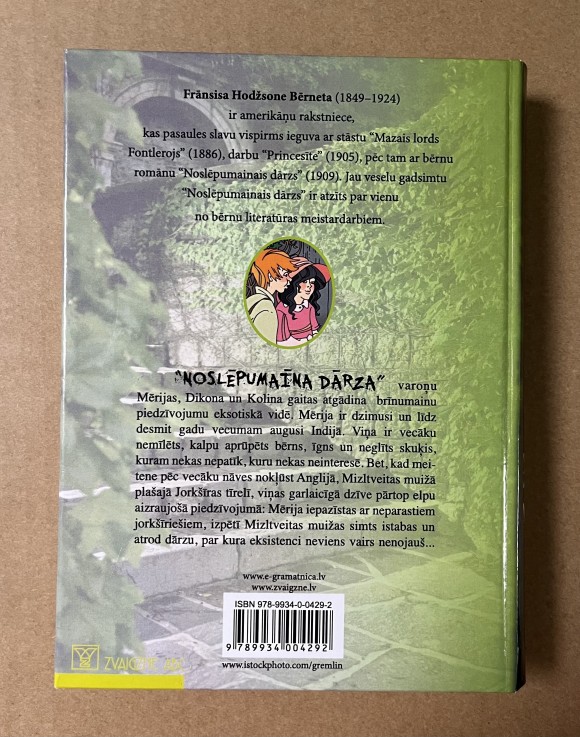 Frānsisa Hodžsone Bērneta (1849–1924)
ir amerikāņu rakstniece,
kas pasaules slavu vispirms ieguva ar stāstu “Mazais lords
Fontlerojs” (1886), darbu “Princesīte” (1905), pēc tam ar bērnu
romānu “Noslēpumainais dārzs” (1909). Jau veselu gadsimtu
“Noslēpumainais dārzs” ir atzīts par vienu
no bērnu literatūras meistardarbiem.
“NOSLĒPUMAĪNA DĀRZA” varoņu
Mērijas, Dīkona un Kolina gaitas atgādina brīnumainu
piedzīvojumu eksotiskā vidē. Mērija ir dzimusi un līdz
desmit gadu vecumam augusi Indijā. Viņa ir vecāku
nemīlēts, kalpu aprūpēts bērns, īgns un neglīts skuķis,
kuram nekas nepatīk, kuru nekas neinteresē. Bet, kad mei-
tene pēc vecāku nāves nokļūst Anglijā, Mizltveitas muižā
plašajā Jorkšīras tīrelī, viņas garlaicīgā dzīve pārtop elpu
aizraujošā piedzīvojumā: Mērija iepazīstas ar neparastiem
jorkšīriešiem, izpētī Mizltveitas muižas simts istabas un
atrod dārzu, par kura eksistenci neviens vairs nenojauš...
www.e-gramatnica.lv
www.zvaigzne.lv
ISBN 978-9934-0-0429-2
9 789934 004292
www.istockphoto.com/gremlin
ZVAIGZNE ABC